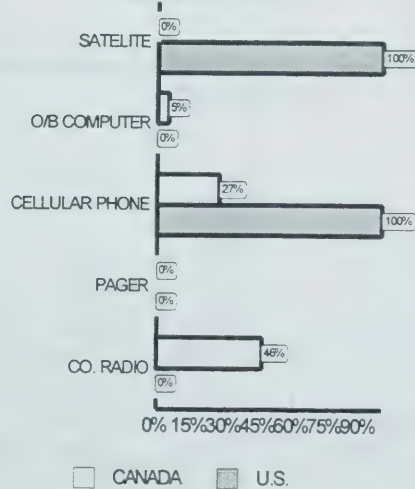 0%
SATELITE
100%
5%
O/B COMPUTER
0%
27%
CELLULAR PHONE
100%
0%
PAGER
0%
46%
CO. RADIO
0%
0% 15%30%45%60%75%90%
CANADA U.S.